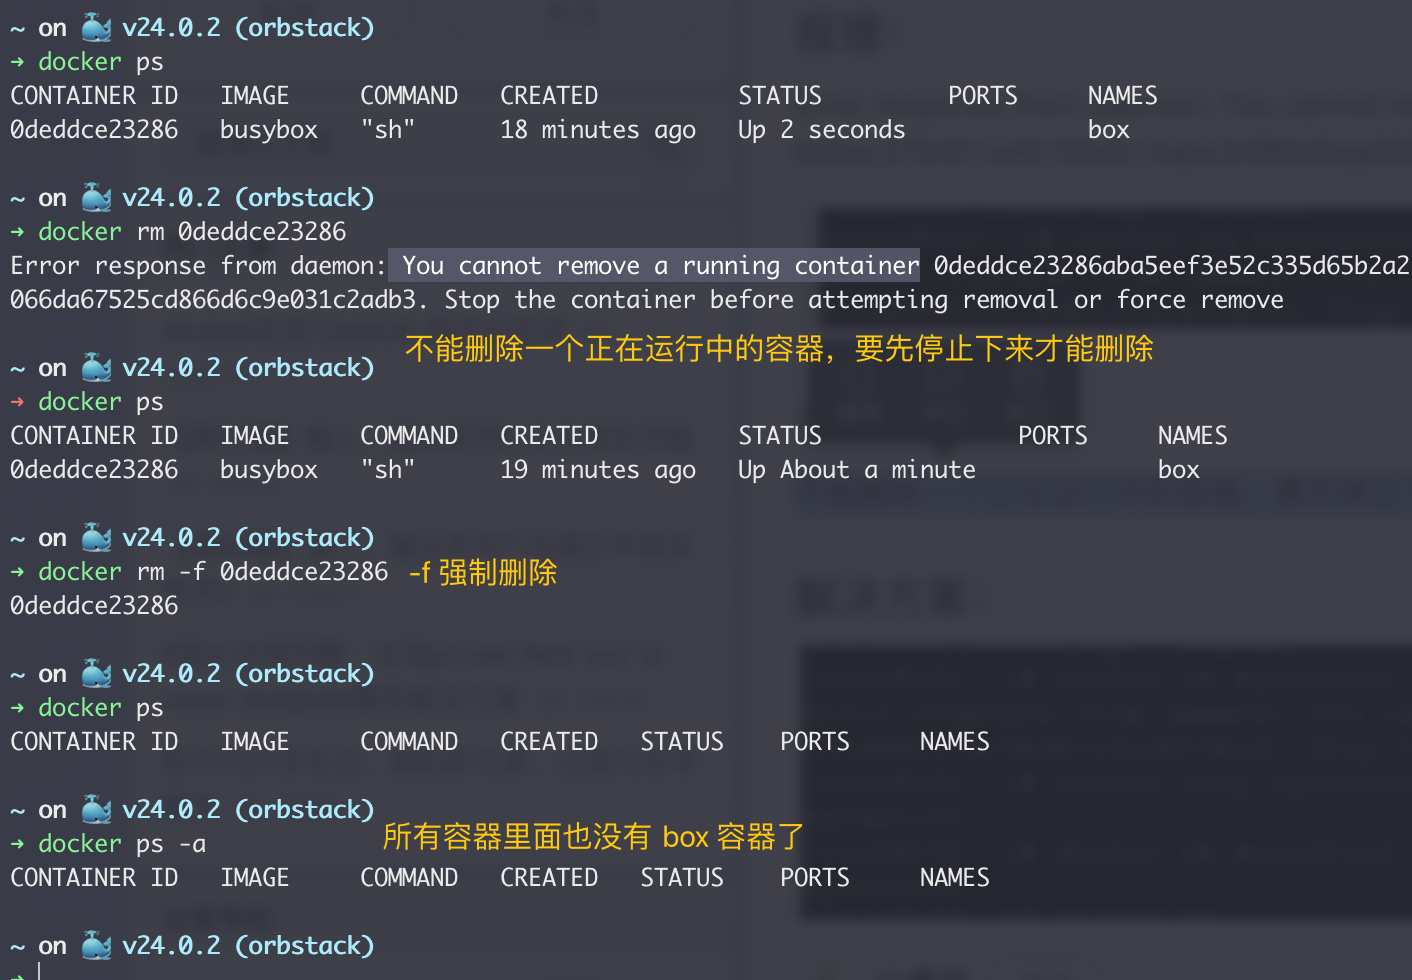 ~ on 🐳 v24.0.2 (orbstack)
→ docker ps
CONTAINER ID   IMAGE     COMMAND   CREATED          STATUS         PORTS     NAMES
0deddce23286   busybox   "sh"      18 minutes ago   Up 2 seconds             box
~ on 🐳 v24.0.2 (orbstack)
→ docker rm 0deddce23286
Error response from daemon: You cannot remove a running container 0deddce23286aba5eef3e52c335d65b2a2
066da67525cd866d6c9e031c2adb3. Stop the container before attempting removal or force remove
不能删除一个正在运行中的容器，要先停止下来才能删除
~ on 🐳 v24.0.2 (orbstack)
→ docker ps
CONTAINER ID   IMAGE     COMMAND   CREATED          STATUS              PORTS     NAMES
0deddce23286   busybox   "sh"      19 minutes ago   Up About a minute             box
~ on 🐳 v24.0.2 (orbstack)
→ docker rm -f 0deddce23286 -f 强制删除
0deddce23286
~ on 🐳 v24.0.2 (orbstack)
→ docker ps
CONTAINER ID   IMAGE     COMMAND   CREATED   STATUS    PORTS     NAMES
~ on 🐳 v24.0.2 (orbstack)
→ docker ps -a 所有容器里面也没有 box 容器了
CONTAINER ID   IMAGE     COMMAND   CREATED   STATUS    PORTS     NAMES
~ on 🐳 v24.0.2 (orbstack)
→
解决方案：